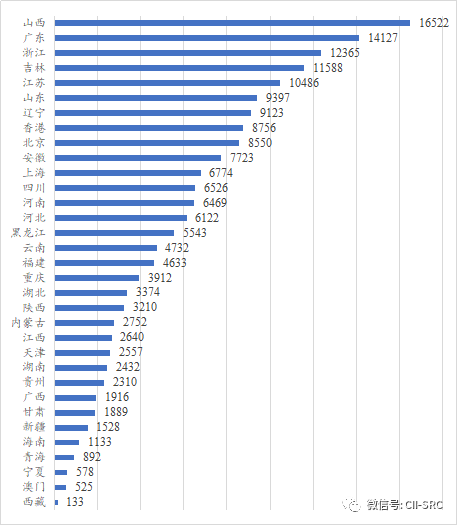 山西 16522
广东 14127
浙江 12365
吉林 11588
江苏 10486
山东 9397
辽宁 9123
香港 8756
北京 8550
安徽 7723
上海 6774
四川 6526
河南 6469
河北 6122
黑龙江 5543
云南 4732
福建 4633
重庆 3912
湖北 3374
陕西 3210
内蒙古 2752
江西 2640
天津 2557
湖南 2432
贵州 2310
广西 1916
甘肃 1889
新疆 1528
海南 1133
青海 892
宁夏 578
澳门 525
西藏 133
微信号: CII-SRC